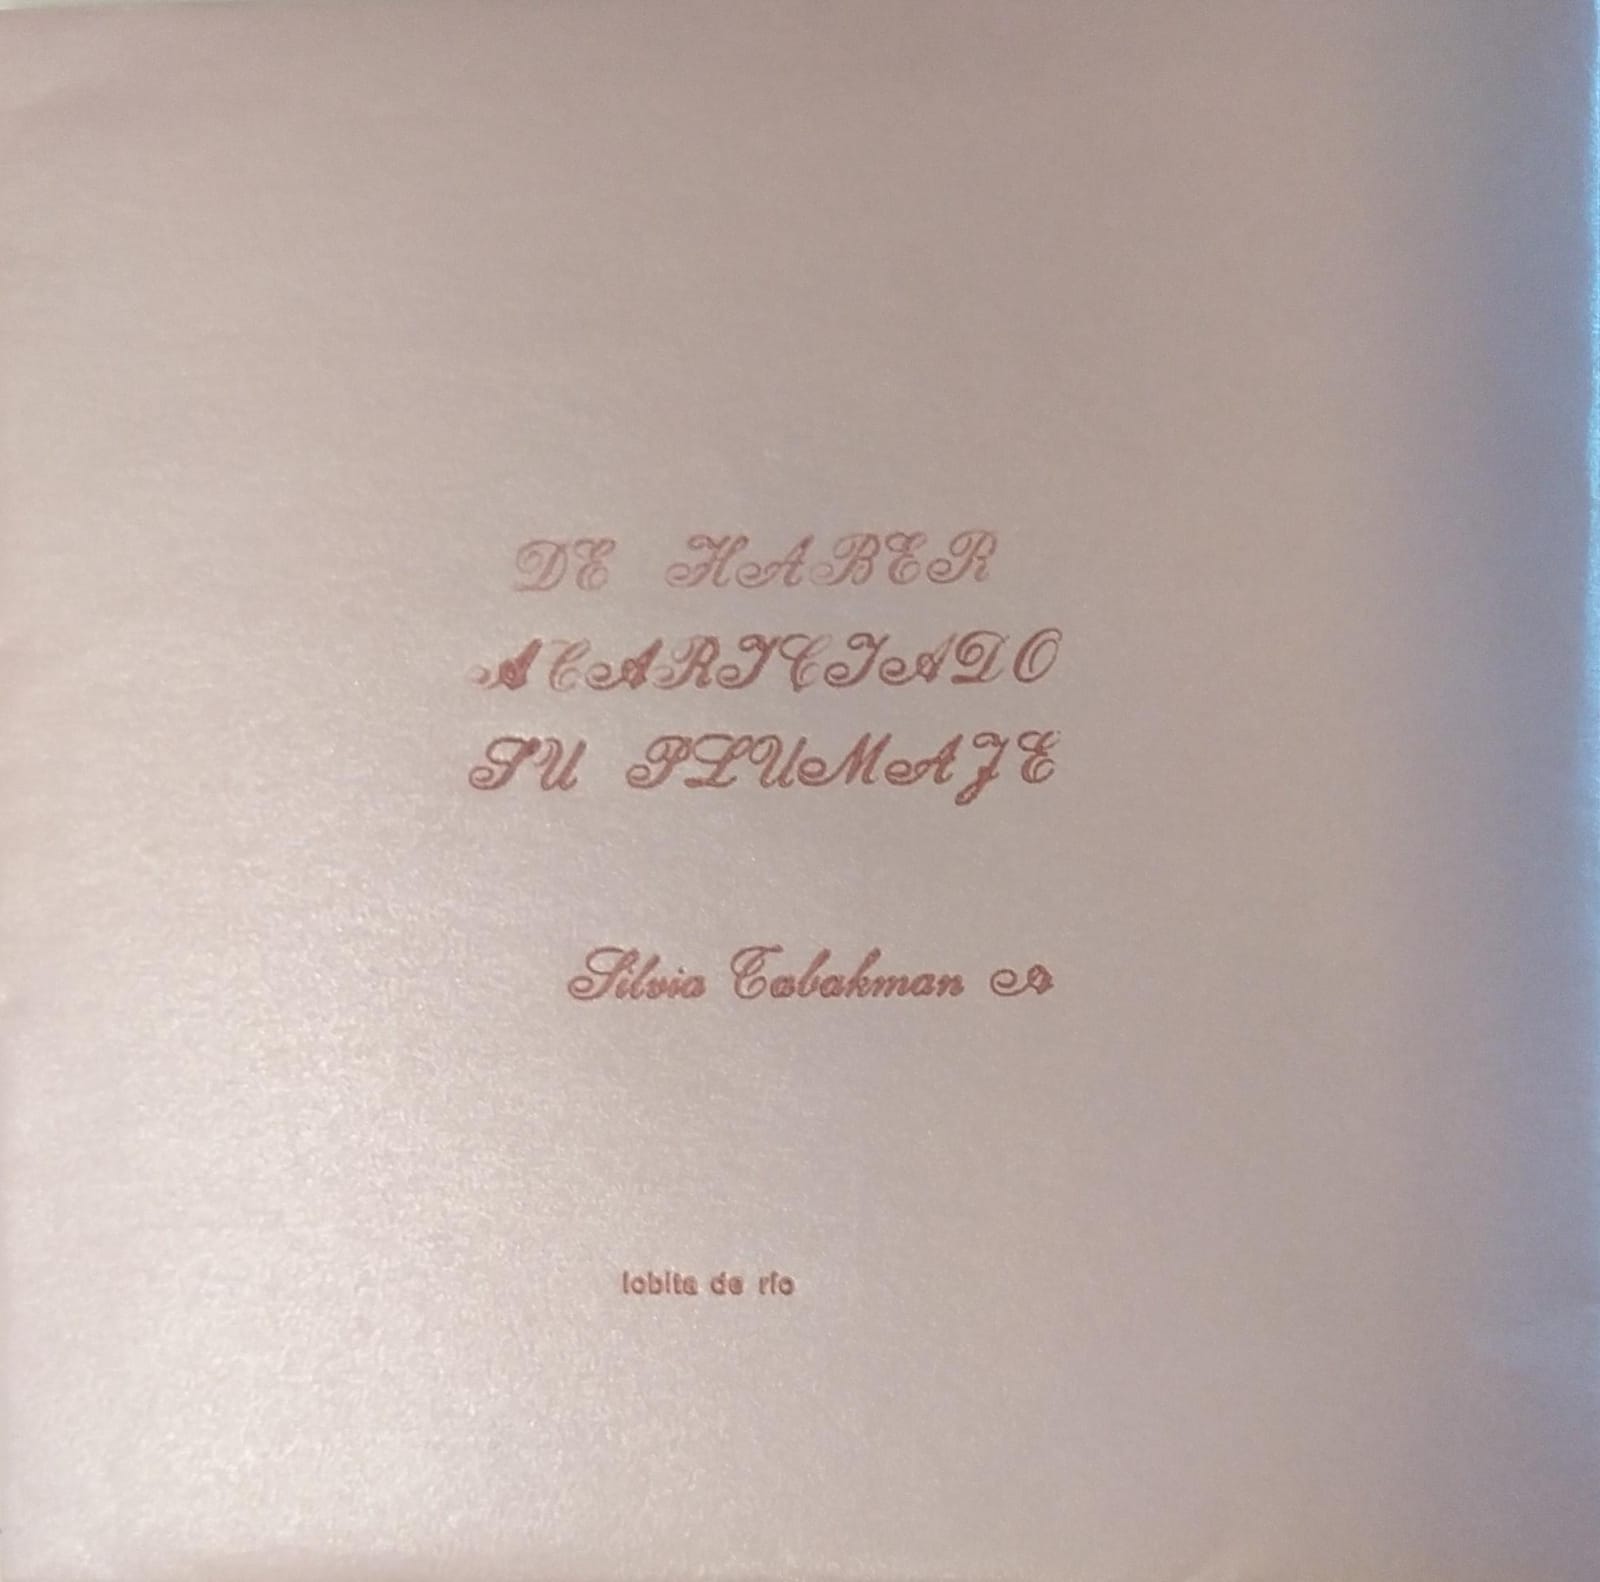 DE HABER
ACARICIADO
SU PLUMAJE
Silvia Tabakman
lobita de río